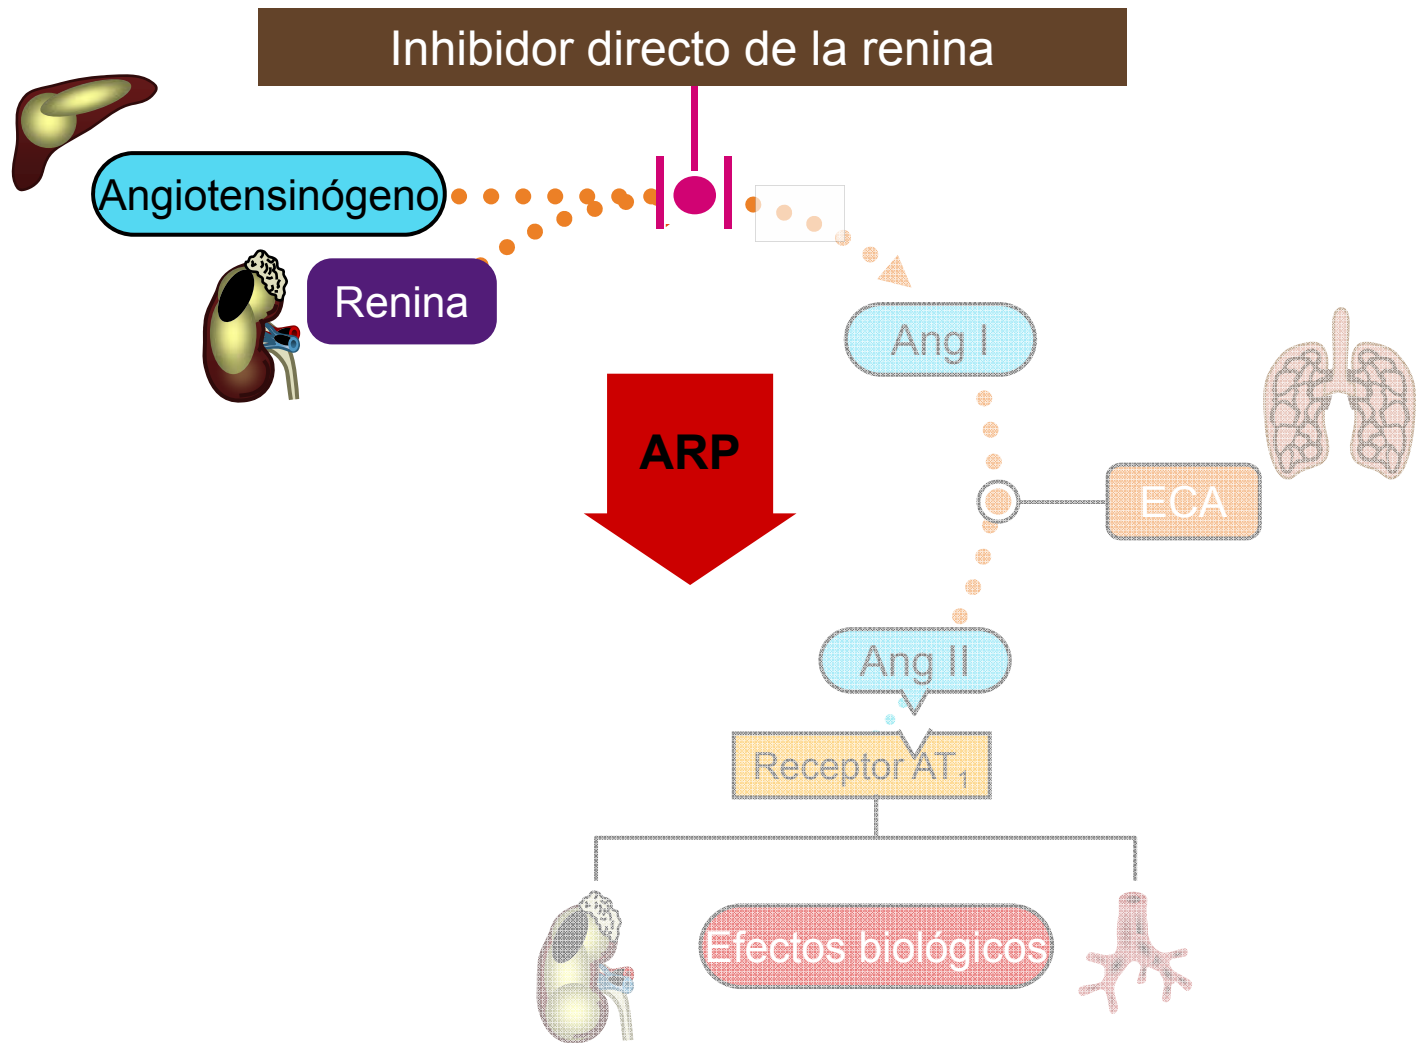 Inhibidor directo de la renina
Angiotensinógeno
Renina
Ang I
ARP
ECA
Ang II
Receptor AT₁
Efectos biológicos